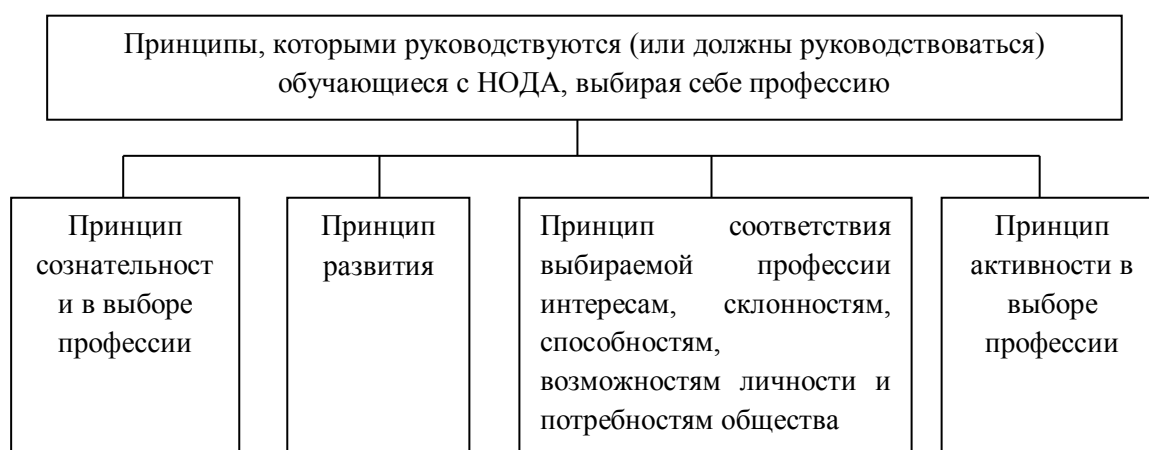 Принципы, которыми руководствуются (или должны руководствоваться)
обучающиеся с НОДА, выбирая себе профессию
Принцип
сознательност
и в выборе
профессии
Принцип
развития
Принцип соответствия
выбираемой профессии
интересам, склонностям,
способностям,
возможностям личности и
потребностям общества
Принцип
активности в
выборе
профессии